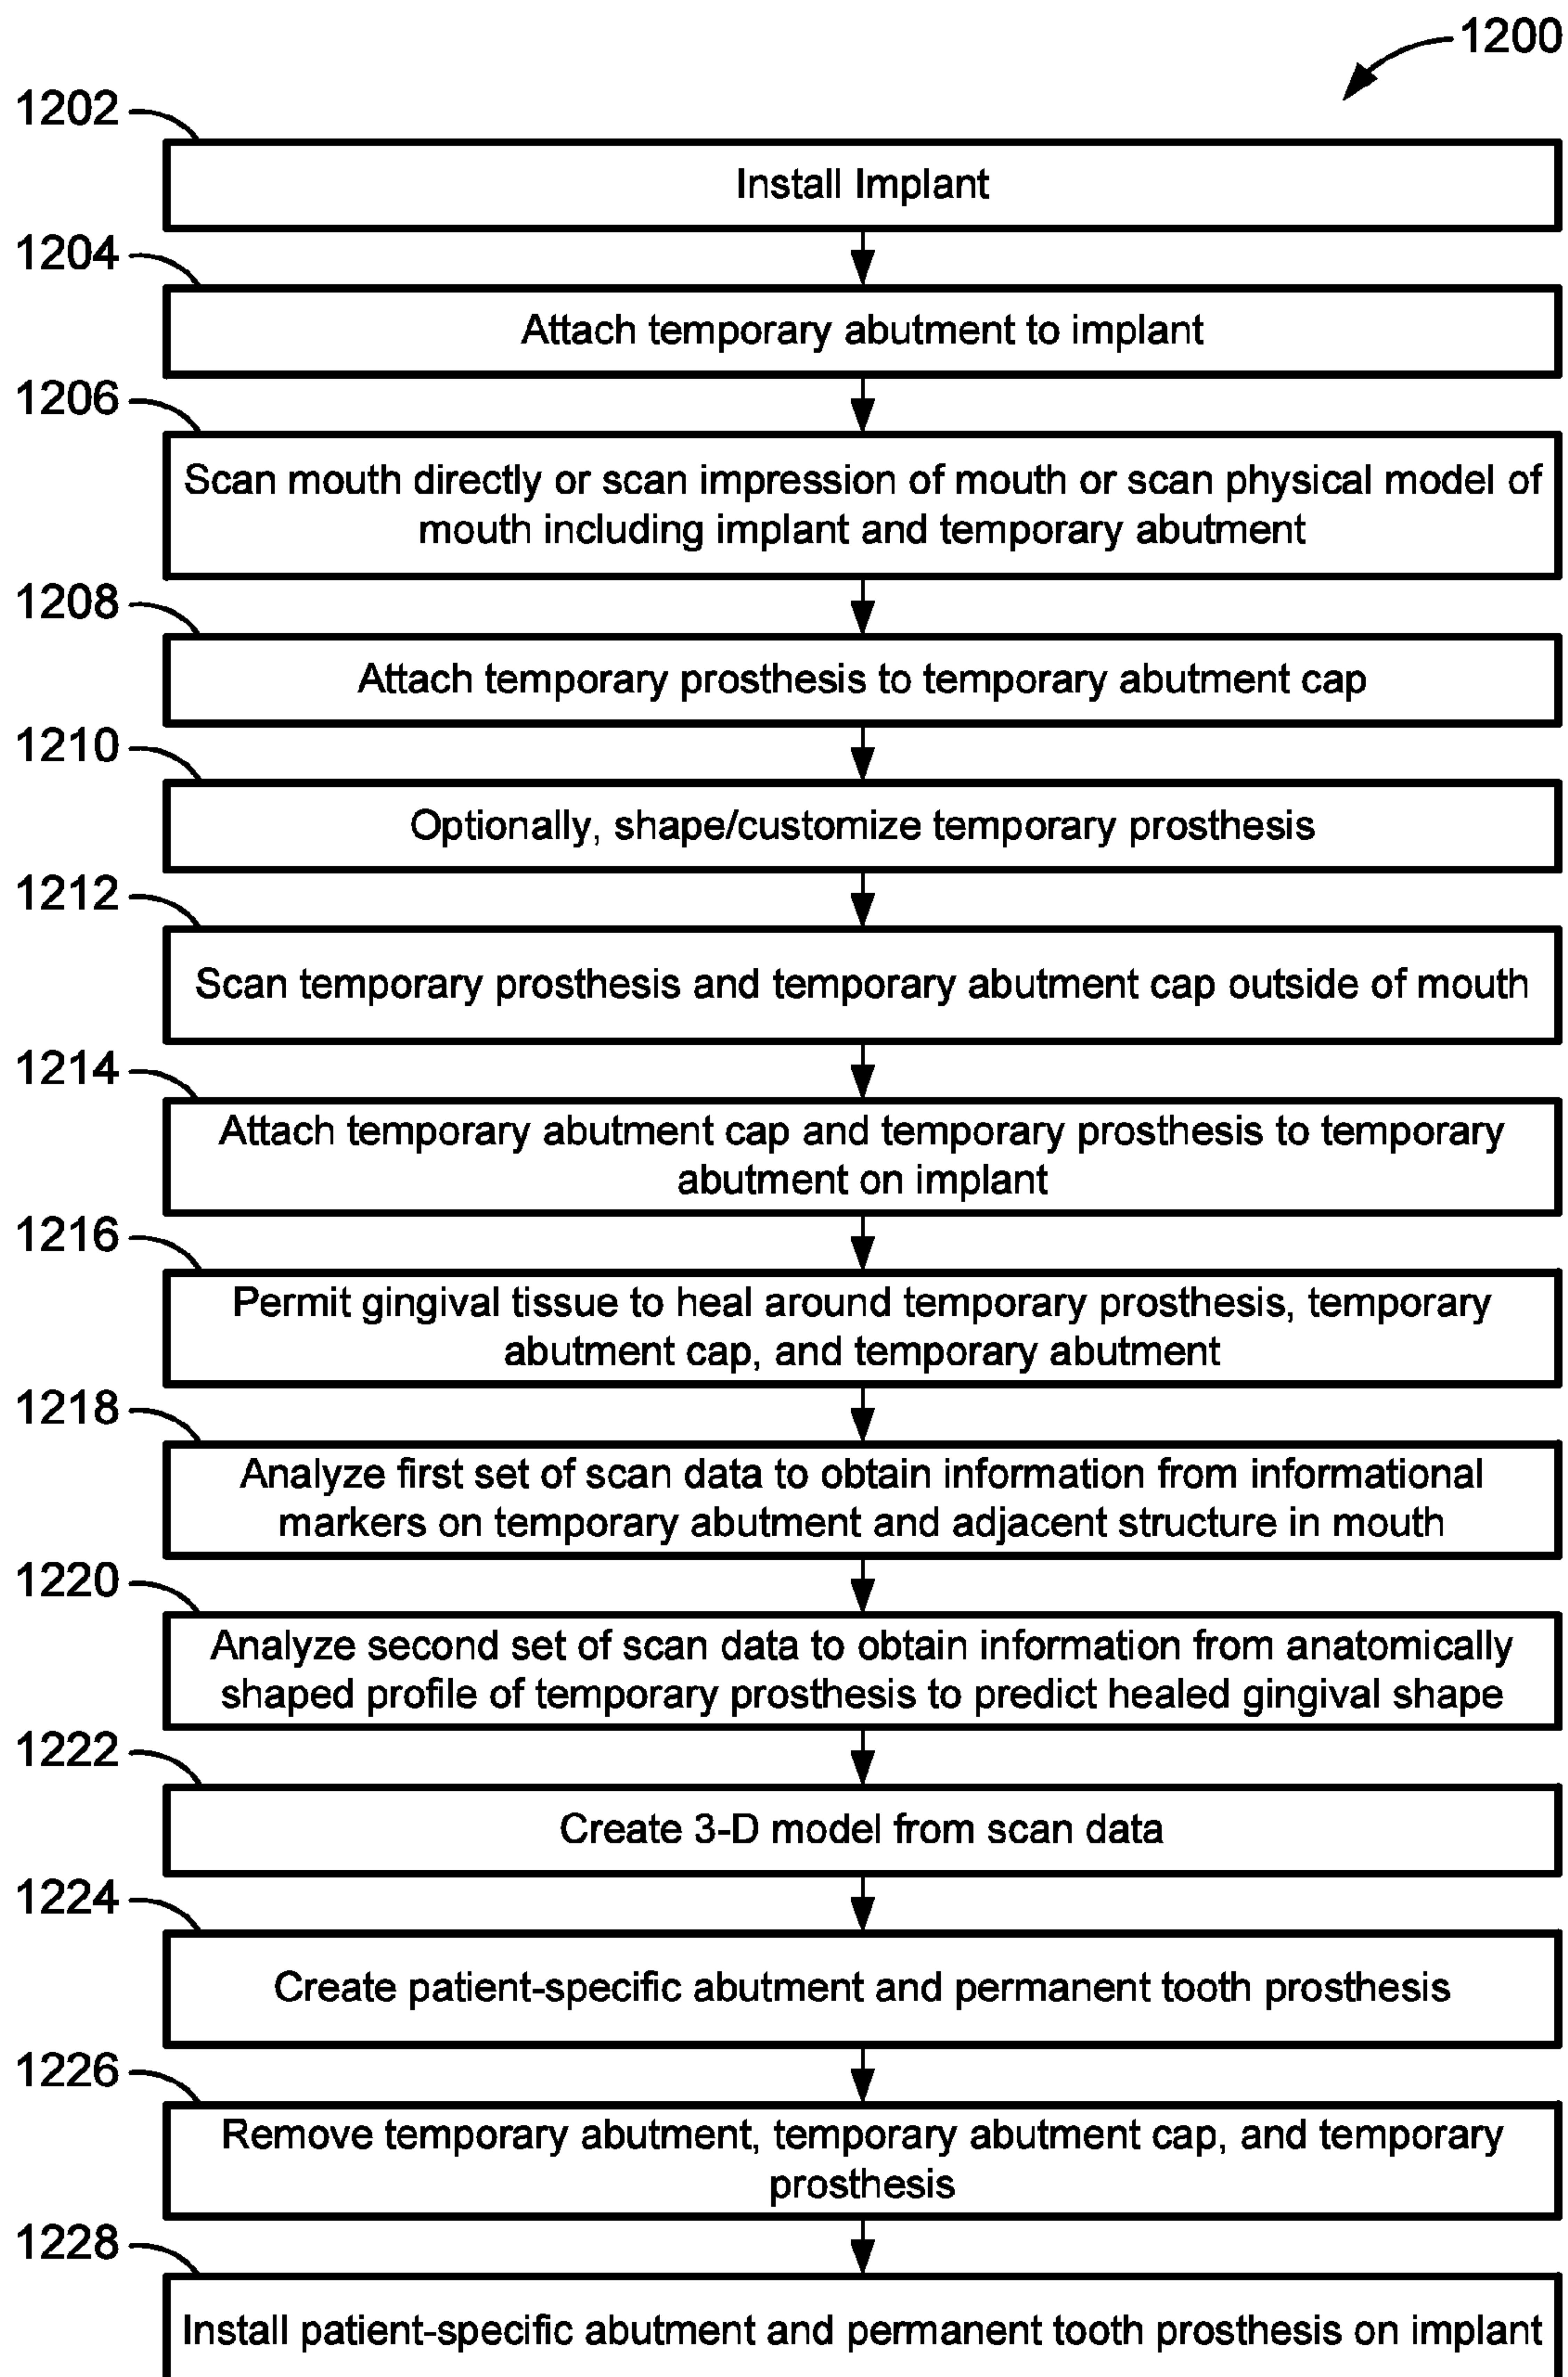 1200
1202
Install Implant
1204
Attach temporary abutment to implant
1206
Scan mouth directly or scan impression of mouth or scan physical model of
mouth including implant and temporary abutment
1208
Attach temporary prosthesis to temporary abutment cap
1210
Optionally, shape/customize temporary prosthesis
1212
Scan temporary prosthesis and temporary abutment cap outside of mouth
1214
Attach temporary abutment cap and temporary prosthesis to temporary
abutment on implant
1216
Permit gingival tissue to heal around temporary prosthesis, temporary
abutment cap, and temporary abutment
1218
Analyze first set of scan data to obtain information from informational
markers on temporary abutment and adjacent structure in mouth
1220
Analyze second set of scan data to obtain information from anatomically
shaped profile of temporary prosthesis to predict healed gingival shape
1222
Create 3-D model from scan data
1224
Create patient-specific abutment and permanent tooth prosthesis
1226
Remove temporary abutment, temporary abutment cap, and temporary
prosthesis
1228
Install patient-specific abutment and permanent tooth prosthesis on implant